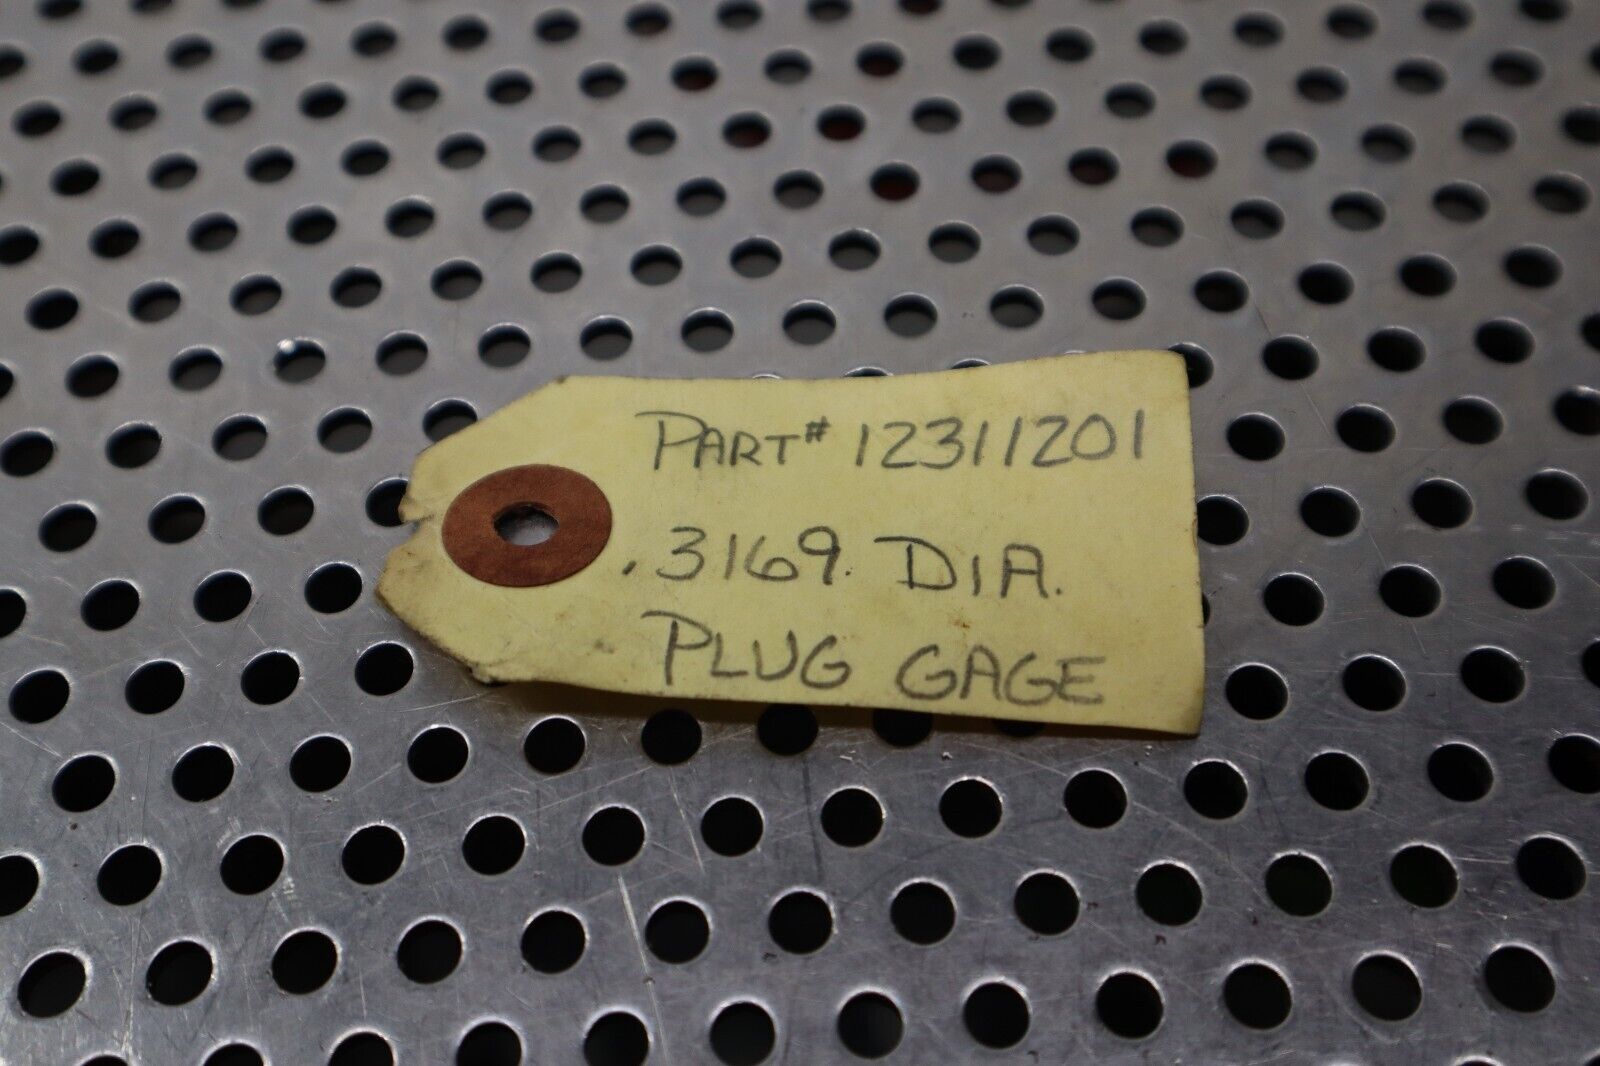 PART# 12311201
.3169. DIA.
PLUG GAGE